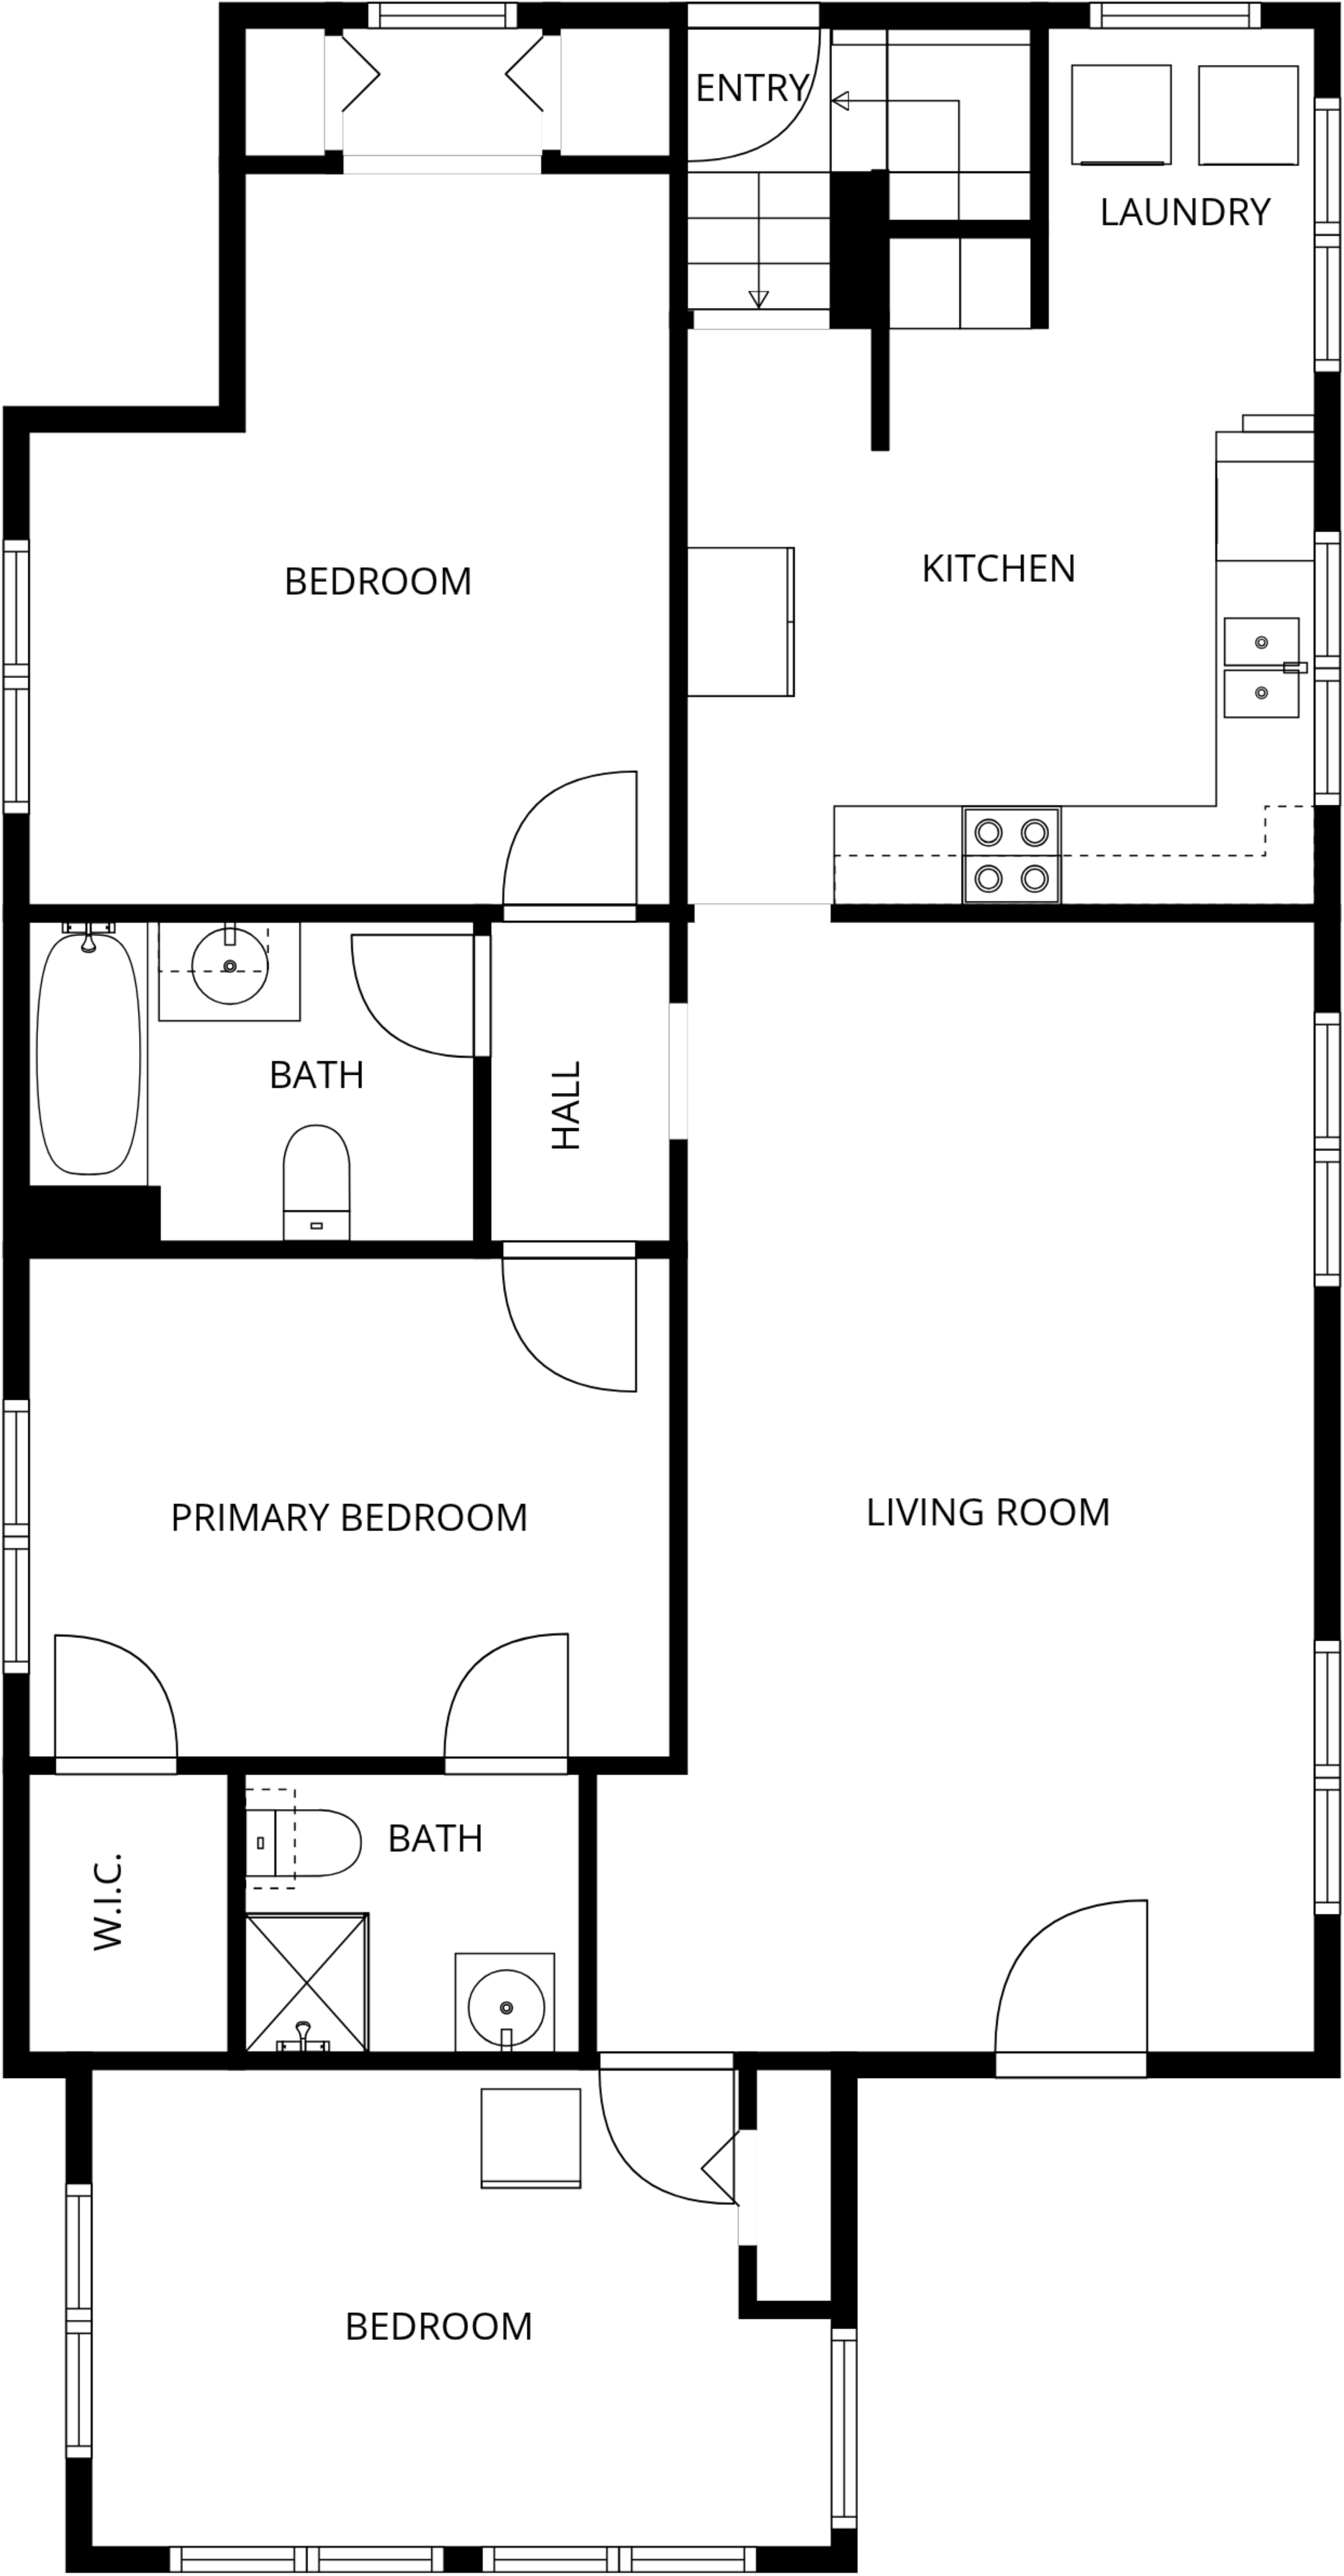 ENTRY
LAUNDRY
BEDROOM
KITCHEN
BATH
HALL
PRIMARY BEDROOM
LIVING ROOM
BATH
W.I.C.
BEDROOM